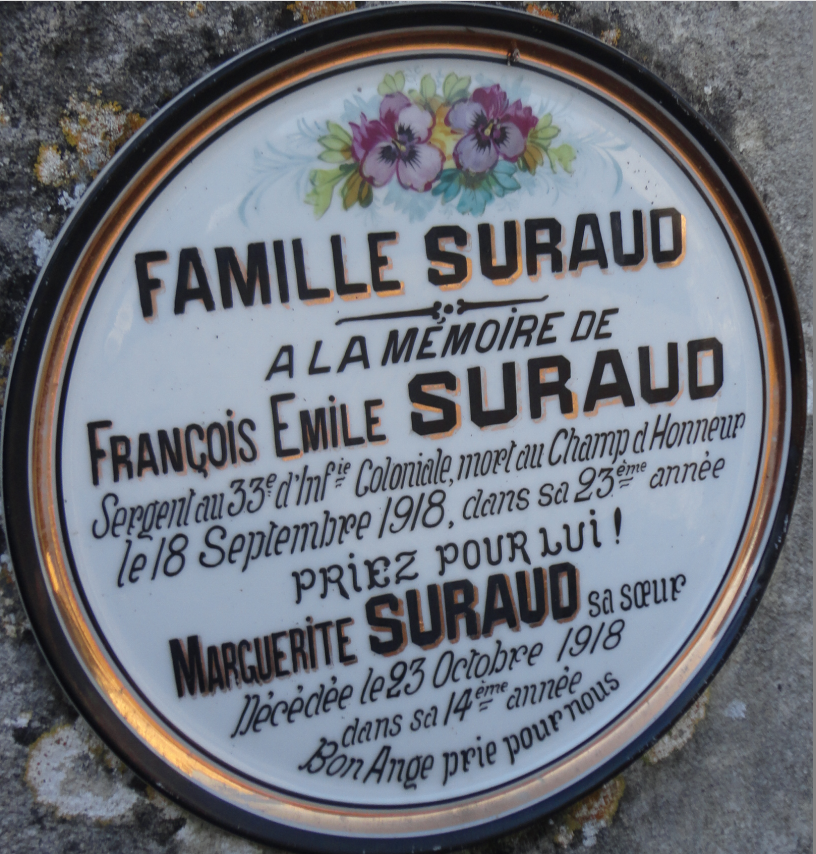 FAMILLE SURAUD
A LA MÉMOIRE DE
FRANÇOIS EMILE SURAUD
Sergent au 33e d'Infie Coloniale, mort au Champ d'Honneur
le 18 Septembre 1918, dans sa 23ème année
PRIEZ POUR LUI !
MARGUERITE SURAUD sa sœur
Décédée le 23 Octobre 1918
dans sa 14ème année
Bon Ange prie pour nous